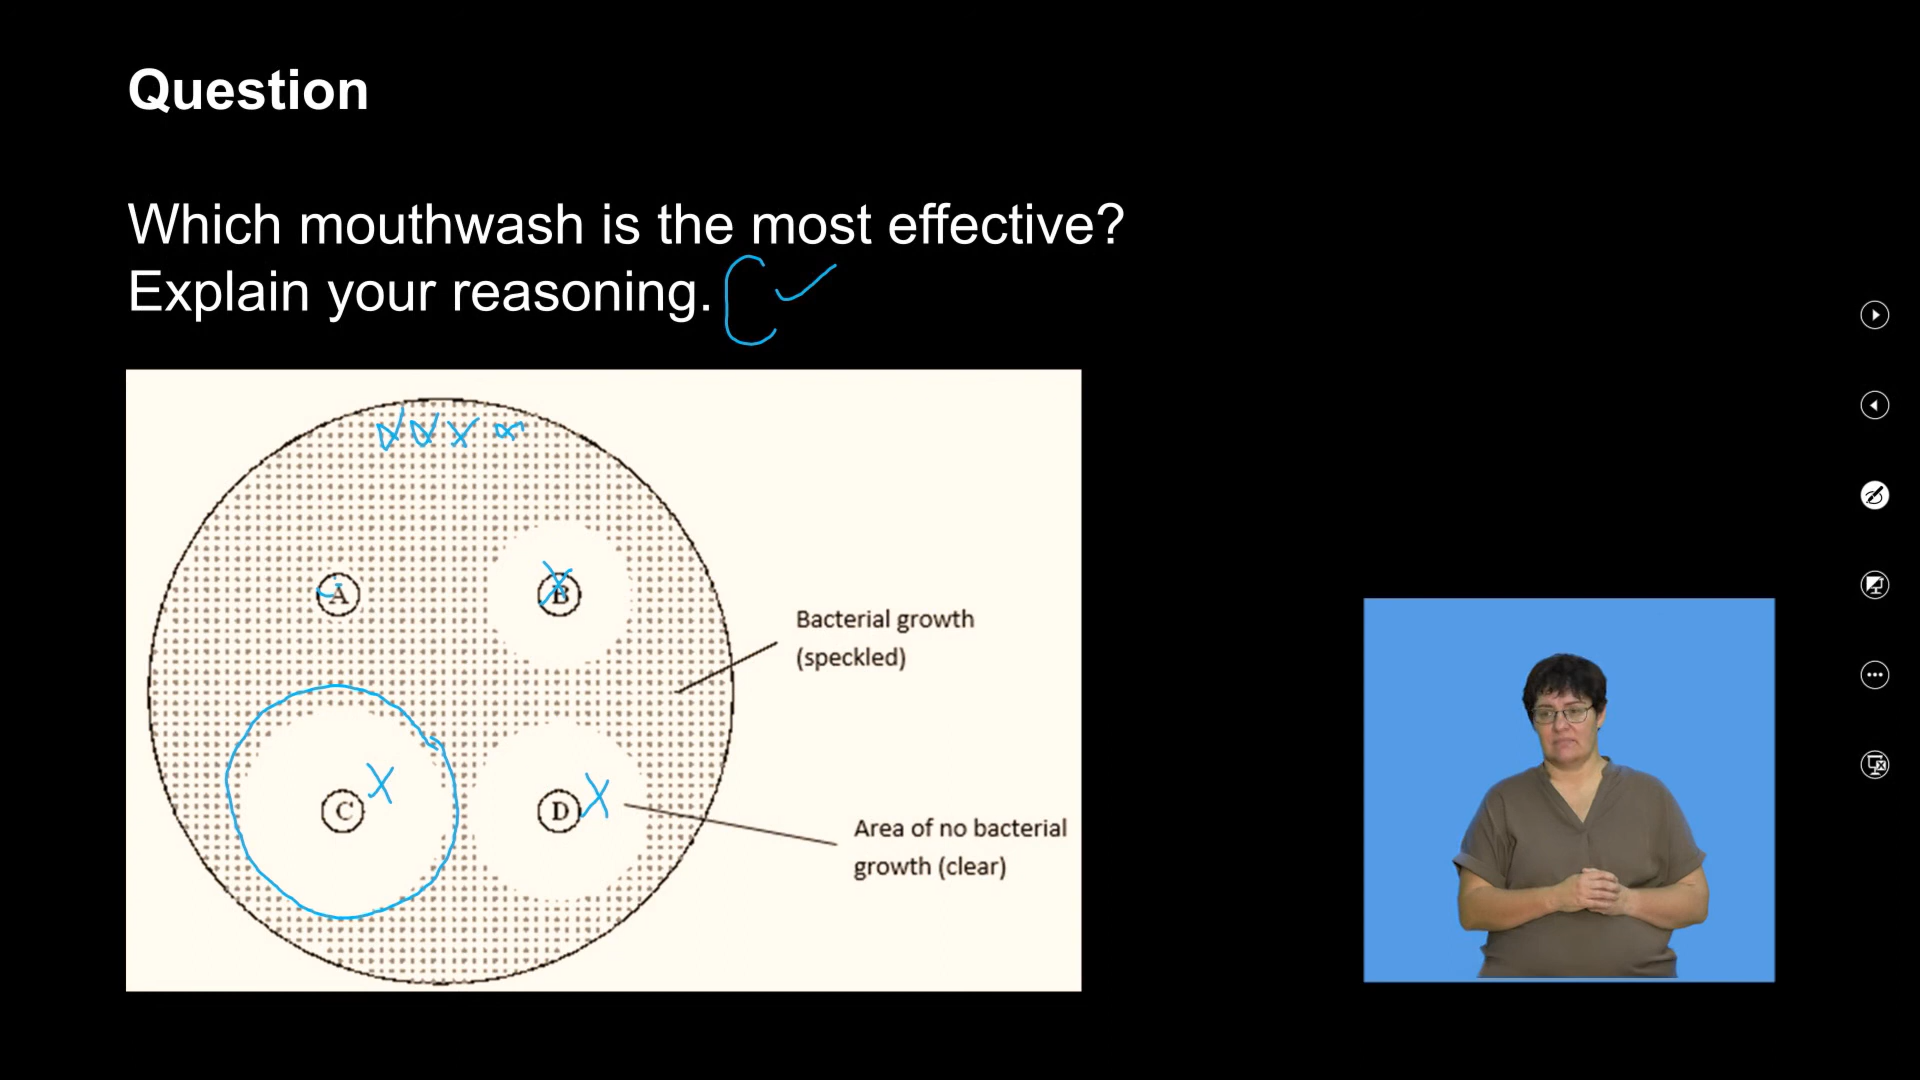 Question
Which mouthwash is the most effective?
Explain your reasoning. C ✓
A
B
Bacterial growth
(speckled)
C X
D X
Area of no bacterial
growth (clear)